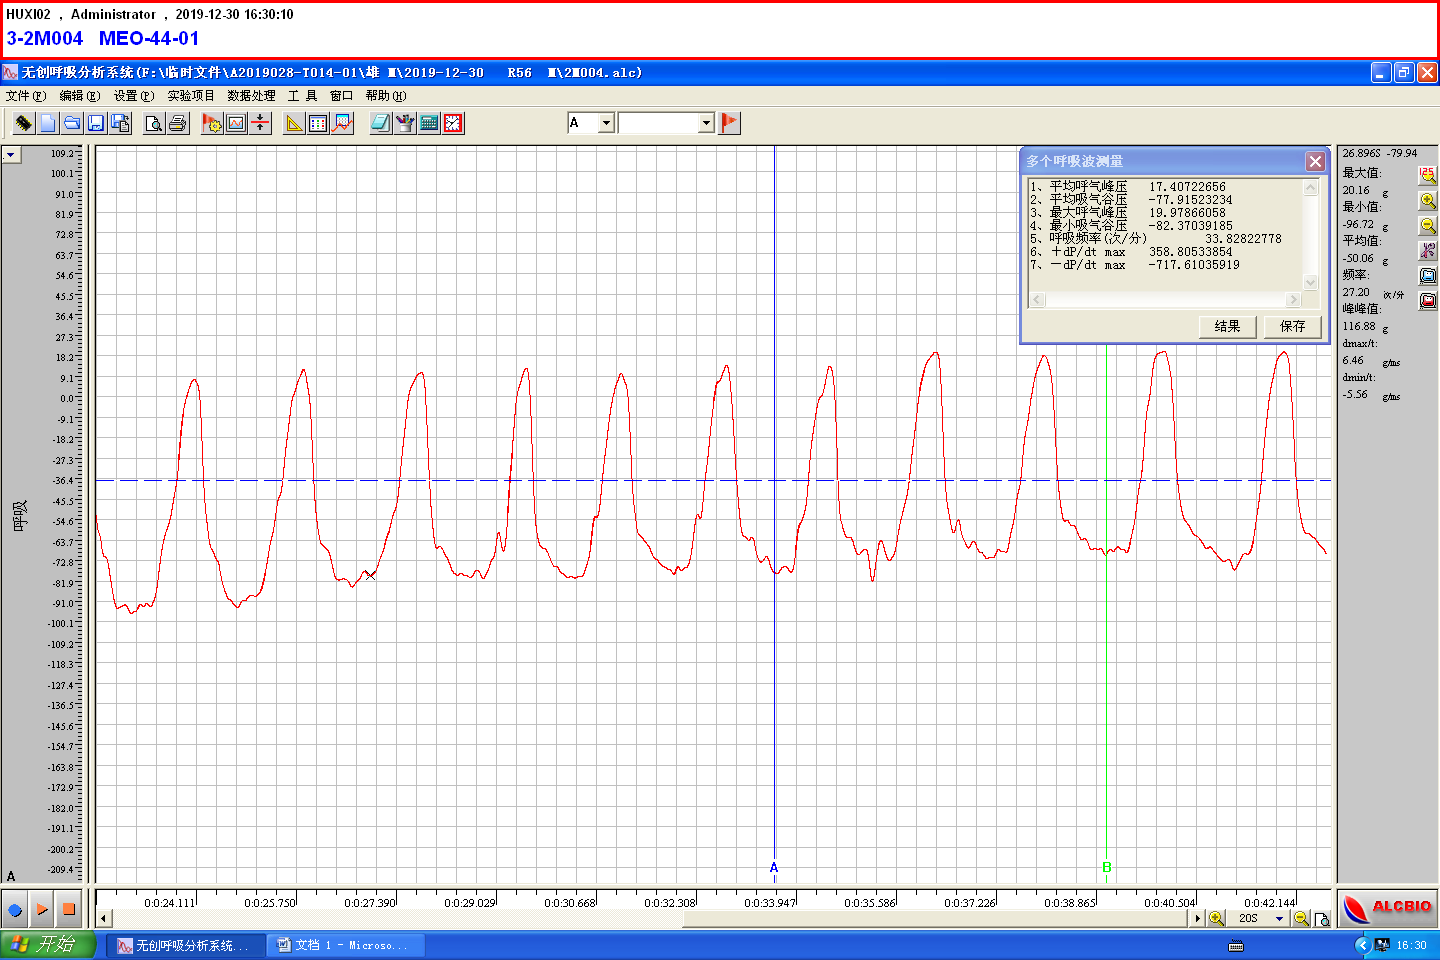 HUXI02 , Administrator , 2019-12-30 16:30:10
3-2M004 MEO-44-01
无创呼吸分析系统(F:\临时文件\A2019028-T014-01\雄 M\2019-12-30 R56 M\2M004.alc)
文件(F) 编辑(E) 设置(P) 实验项目 数据处理 工 具 窗口 帮助(H)
A
109.2
100.1
91.0
81.9
72.8
63.7
54.6
45.5
36.4
27.3
18.2
9.1
0.0
-9.1
-18.2
-27.3
-36.4
-45.5
-54.6
-63.7
-72.8
-81.9
-91.0
-100.1
-109.2
-118.3
-127.4
-136.5
-145.6
-154.7
-163.8
-172.9
-182.0
-191.1
-200.2
-209.4
呼吸
A
多个呼吸波测量
1、平均呼气峰压 17.40722656
2、平均吸气谷压 -77.91523234
3、最大呼气峰压 19.97866058
4、最小吸气谷压 -82.37039185
5、呼吸频率(次/分) 33.82822778
6、＋dP/dt max 358.80533854
7、－dP/dt max -717.61035919
结果 保存
26.896S -79.94
最大值:
20.16 g
最小值:
-96.72 g
平均值:
-50.06 g
频率:
27.20 次/分
峰峰值:
116.88 g
dmax/t:
6.46 g/ms
dmin/t:
-5.56 g/ms
125
A B
0:0:24.111 0:0:25.750 0:0:27.390 0:0:29.029 0:0:30.668 0:0:32.308 0:0:33.947 0:0:35.586 0:0:37.226 0:0:38.865 0:0:40.504 0:0:42.144
20S
ALCBIO
开始 无创呼吸分析系统... 文档 1 - Microso... 16:30